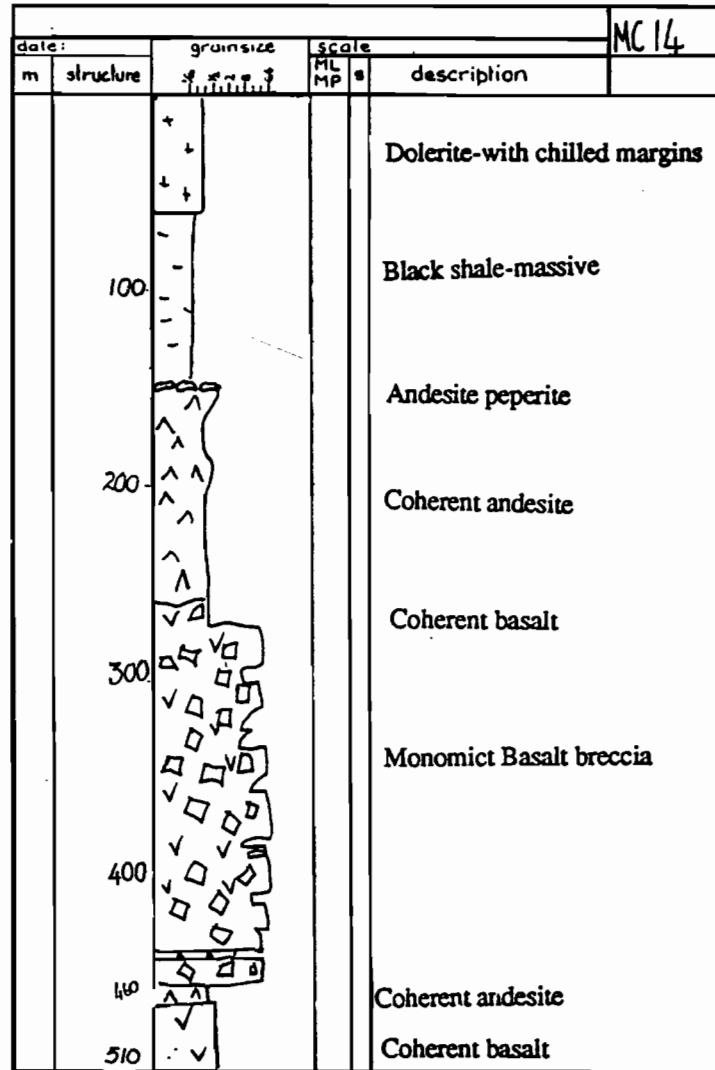 MC 14
date: grainsize scale
m structure ML MP s description
Dolerite-with chilled margins
Black shale-massive
100
Andesite peperite
200
Coherent andesite
Coherent basalt
300
Monomict Basalt breccia
400
460
Coherent andesite
510
Coherent basalt